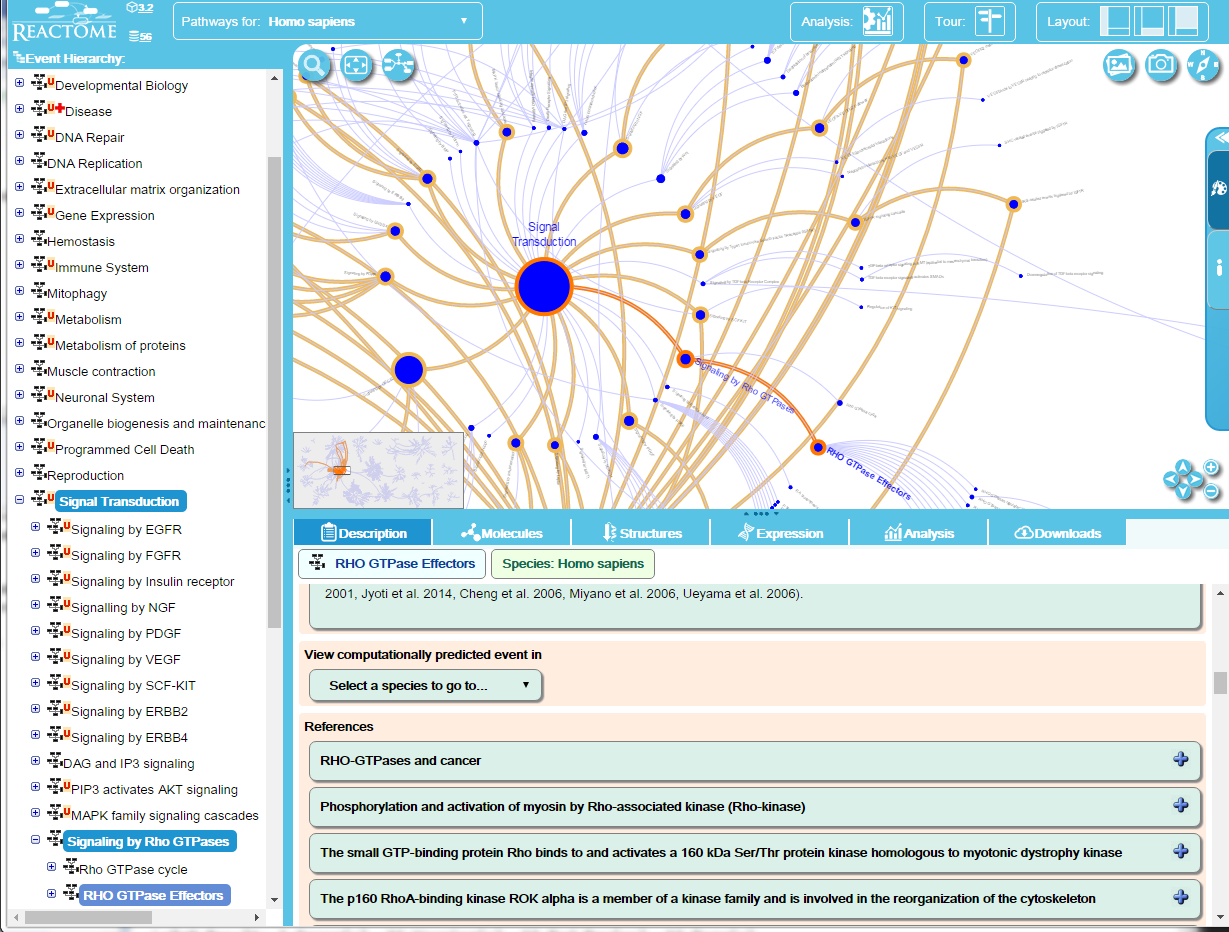 REACTOME
3.2
56
Pathways for: Homo sapiens
Analysis:
Tour:
Layout:
Event Hierarchy:
Developmental Biology
Disease
DNA Repair
DNA Replication
Extracellular matrix organization
Gene Expression
Hemostasis
Immune System
Mitophagy
Metabolism
Metabolism of proteins
Muscle contraction
Neuronal System
Organelle biogenesis and maintenanc
Programmed Cell Death
Reproduction
Signal Transduction
Signaling by EGFR
Signaling by FGFR
Signaling by Insulin receptor
Signalling by NGF
Signaling by PDGF
Signaling by VEGF
Signaling by SCF-KIT
Signaling by ERBB2
Signaling by ERBB4
DAG and IP3 signaling
PIP3 activates AKT signaling
MAPK family signaling cascades
Signaling by Rho GTPases
Rho GTPase cycle
RHO GTPase Effectors
Signal
Transduction
Signaling by Rho GTPases
RHO GTPase Effectors
Description
Molecules
Structures
Expression
Analysis
Downloads
RHO GTPase Effectors
Species: Homo sapiens
2001, Jyoti et al. 2014, Cheng et al. 2006, Miyano et al. 2006, Ueyama et al. 2006).
View computationally predicted event in
Select a species to go to...
References
RHO-GTPases and cancer
Phosphorylation and activation of myosin by Rho-associated kinase (Rho-kinase)
The small GTP-binding protein Rho binds to and activates a 160 kDa Ser/Thr protein kinase homologous to myotonic dystrophy kinase
The p160 RhoA-binding kinase ROK alpha is a member of a kinase family and is involved in the reorganization of the cytoskeleton